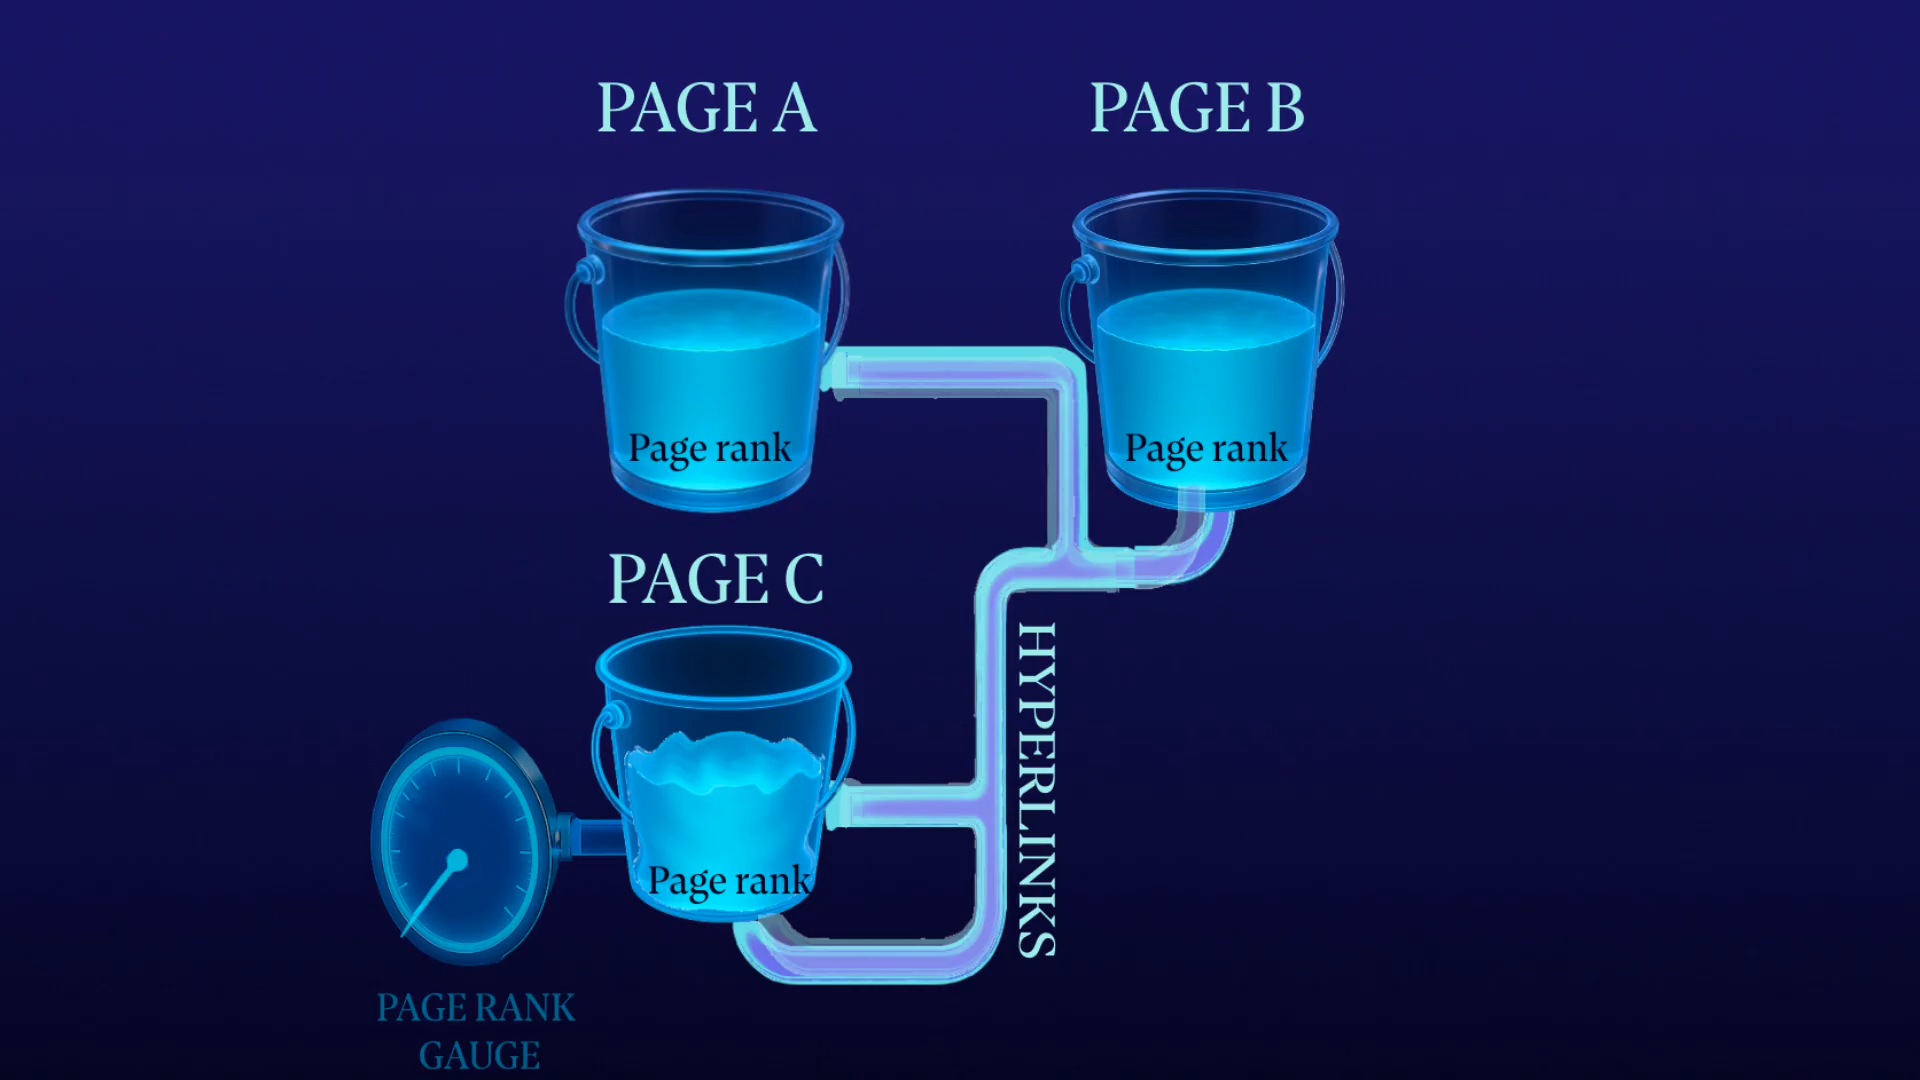 PAGE A
PAGE B
Page rank
Page rank
PAGE C
HYPERLINKS
Page rank
PAGE RANK
GAUGE